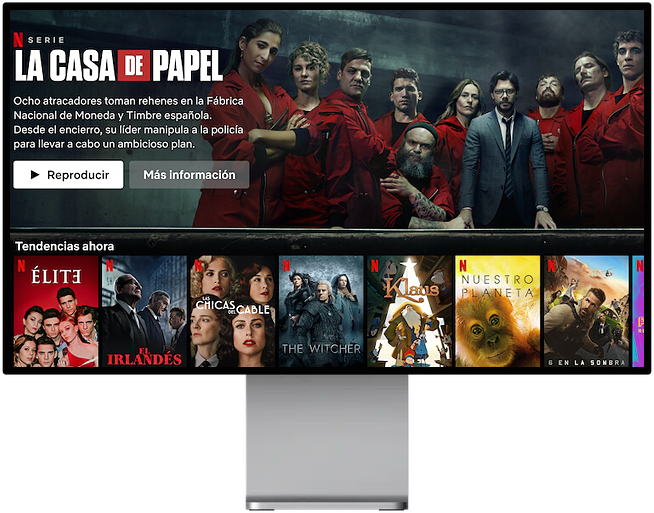 N SERIE
LA CASA DE PAPEL
Ocho atracadores toman rehenes en la Fábrica
Nacional de Moneda y Timbre española.
Desde el encierro, su líder manipula a la policía
para llevar a cabo un ambicioso plan.
Reproducir
Más información
Tendencias ahora
N
ÉLITE
N
EL
IRLANDÉS
N
LAS
CHICAS DEL CABLE
N
THE WITCHER
N
Klaus
N
NUESTRO
PLANETA
N
6 EN LA SOMBRA
N